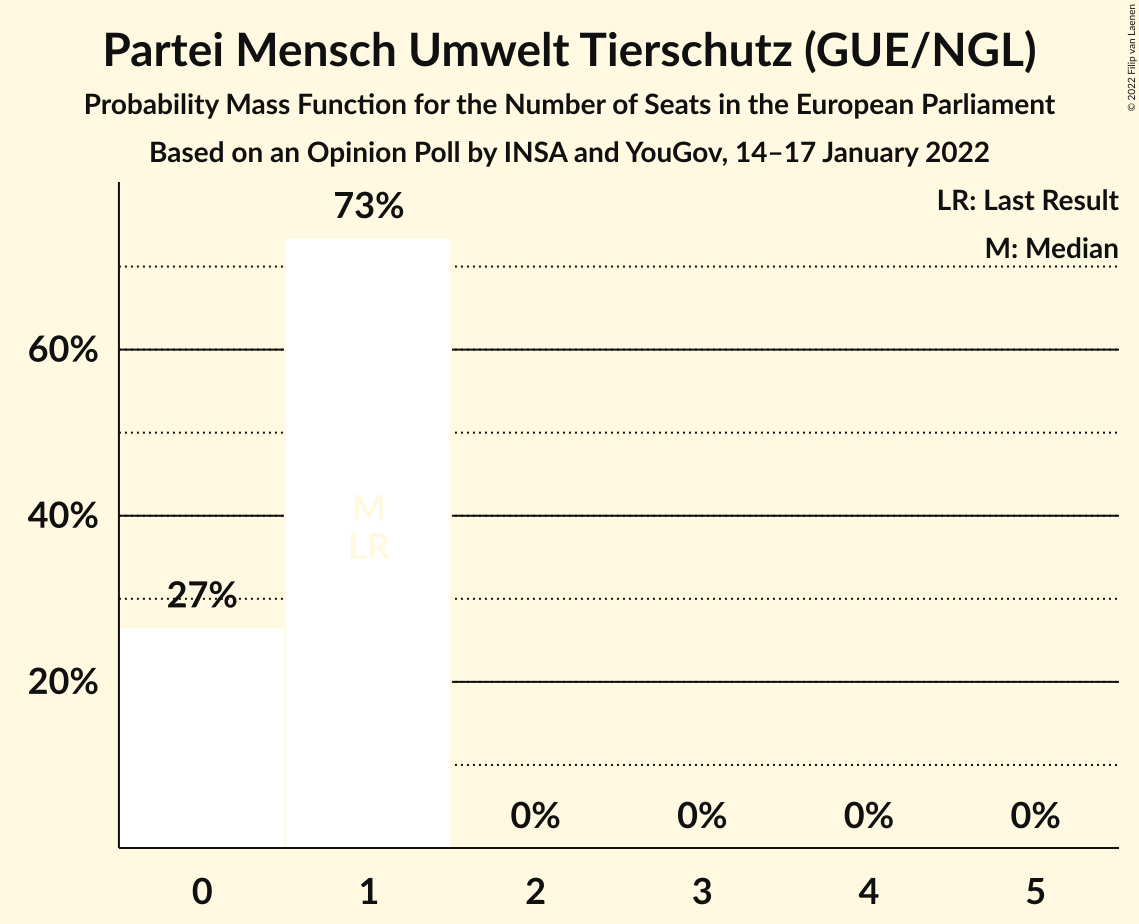 Partei Mensch Umwelt Tierschutz (GUE/NGL)
Probability Mass Function for the Number of Seats in the European Parliament
Based on an Opinion Poll by INSA and YouGov, 14–17 January 2022
© 2022 Filip van Laenen
LR: Last Result
M: Median
73%
60%
M
40%
LR
27%
20%
0% 0% 0% 0%
0 1 2 3 4 5